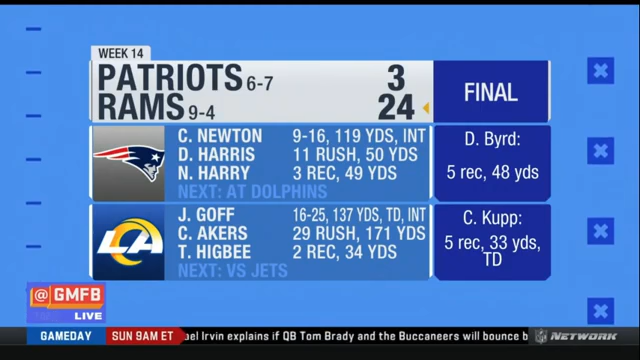 WEEK 14
PATRIOTS 6-7 3
RAMS 9-4 24
FINAL
C. NEWTON 9-16, 119 YDS, INT
D. HARRIS 11 RUSH, 50 YDS
N. HARRY 3 REC, 49 YDS
NEXT: AT DOLPHINS
D. Byrd:
5 rec, 48 yds
J. GOFF 16-25, 137 YDS, TD, INT
C. AKERS 29 RUSH, 171 YDS
T. HIGBEE 2 REC, 34 YDS
NEXT: VS JETS
C. Kupp:
5 rec, 33 yds,
TD
LA
@GMFB
LIVE
GAMEDAY SUN 9AM ET ael Irvin explains if QB Tom Brady and the Buccaneers will bounce b NFL NETWORK